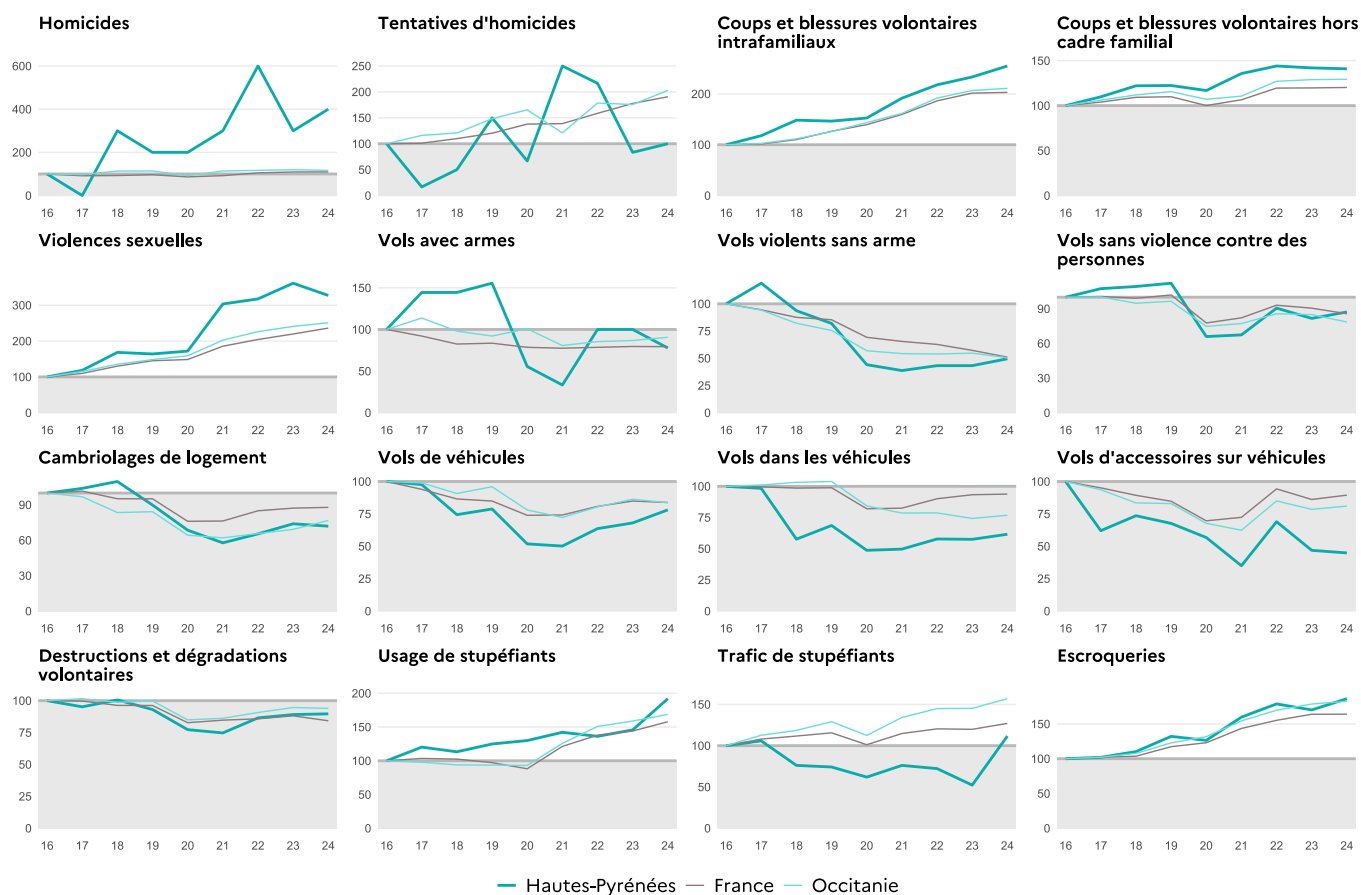 Homicides
600
400
200
0
16 17 18 19 20 21 22 23 24
Tentatives d'homicides
250
200
150
100
50
0
16 17 18 19 20 21 22 23 24
Coups et blessures volontaires
intrafamiliaux
200
100
0
16 17 18 19 20 21 22 23 24
Coups et blessures volontaires hors
cadre familial
150
100
50
0
16 17 18 19 20 21 22 23 24
Violences sexuelles
300
200
100
0
16 17 18 19 20 21 22 23 24
Vols avec armes
150
100
50
0
16 17 18 19 20 21 22 23 24
Vols violents sans arme
100
75
50
25
0
16 17 18 19 20 21 22 23 24
Vols sans violence contre des
personnes
90
60
30
0
16 17 18 19 20 21 22 23 24
Cambriolages de logement
90
60
30
0
16 17 18 19 20 21 22 23 24
Vols de véhicules
100
75
50
25
0
16 17 18 19 20 21 22 23 24
Vols dans les véhicules
100
75
50
25
0
16 17 18 19 20 21 22 23 24
Vols d'accessoires sur véhicules
100
75
50
25
0
16 17 18 19 20 21 22 23 24
Destructions et dégradations
volontaires
100
75
50
25
0
16 17 18 19 20 21 22 23 24
Usage de stupéfiants
200
150
100
50
0
16 17 18 19 20 21 22 23 24
Trafic de stupéfiants
150
100
50
0
16 17 18 19 20 21 22 23 24
Escroqueries
150
100
50
0
16 17 18 19 20 21 22 23 24
Hautes-Pyrénées France Occitanie